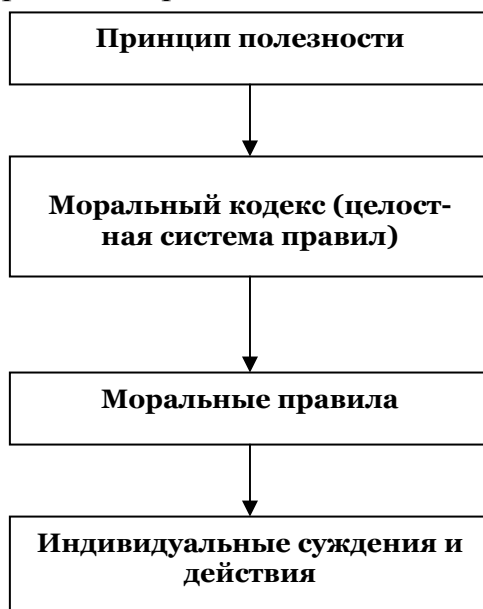 Принцип полезности
Моральный кодекс (целост-
ная система правил)
Моральные правила
Индивидуальные суждения и
действия